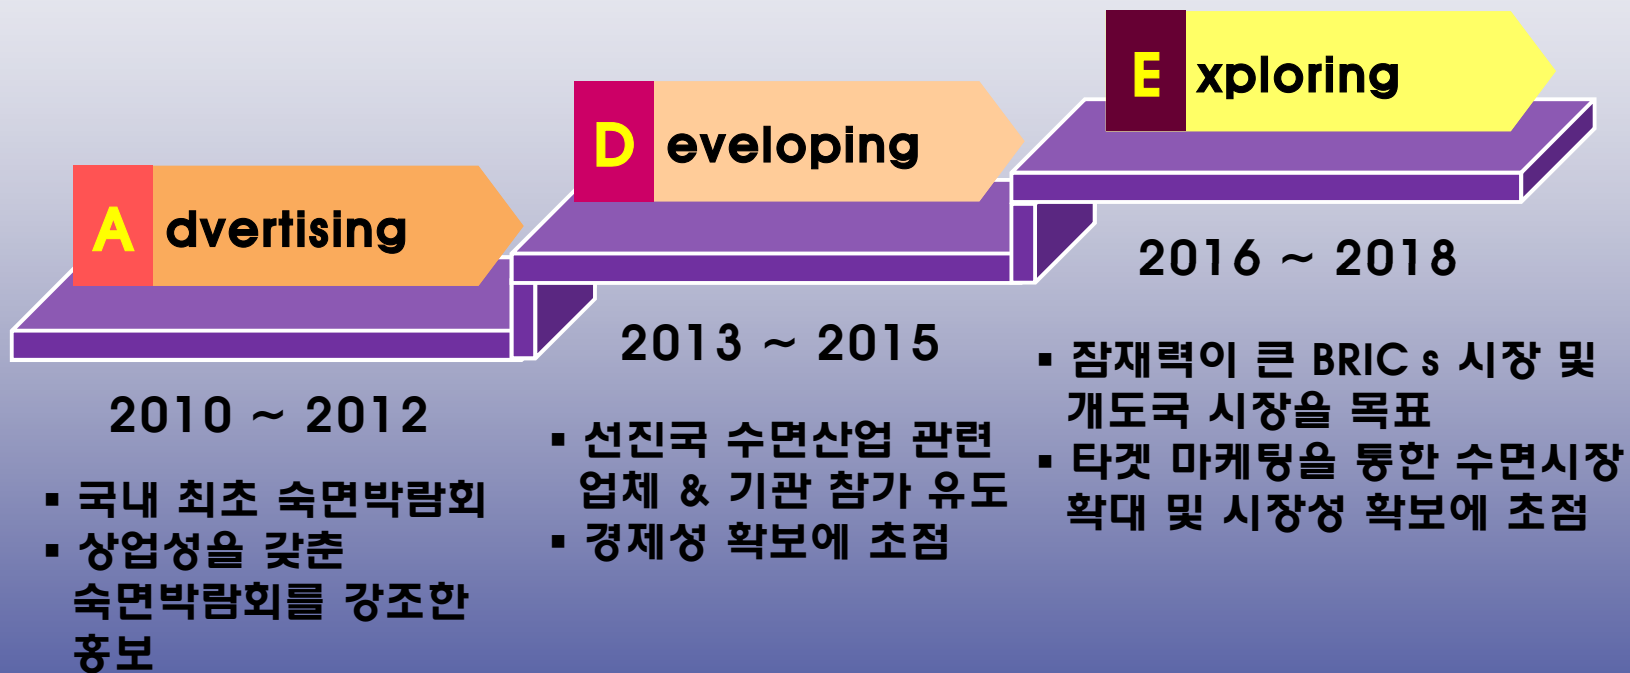 Advertising
2010 ~ 2012
▪ 국내 최초 숙면박람회
▪ 상업성을 갖춘
숙면박람회를 강조한
홍보
Developing
2013 ~ 2015
▪ 선진국 수면산업 관련
업체 & 기관 참가 유도
▪ 경제성 확보에 초점
Exploring
2016 ~ 2018
▪ 잠재력이 큰 BRIC s 시장 및
개도국 시장을 목표
▪ 타겟 마케팅을 통한 수면시장
확대 및 시장성 확보에 초점